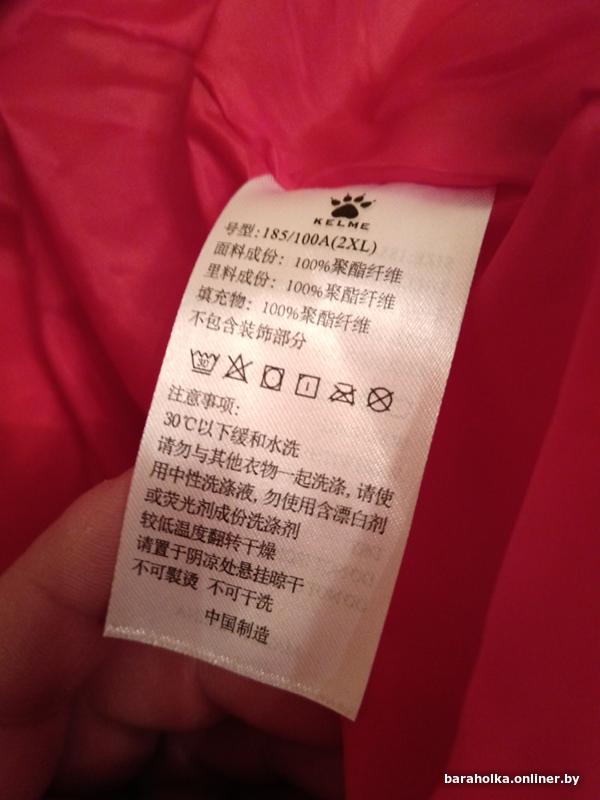 KELME
号型:185/100A(2XL)
面料成份: 100%聚酯纤维
里料成份: 100%聚酯纤维
填充物: 100%聚酯纤维
不包含装饰部分
30
注意事项:
30℃以下缓和水洗
请勿与其他衣物一起洗涤, 请使
用中性洗涤液, 勿使用含漂白剂
或荧光剂成份洗涤剂
较低温度翻转干燥
请置于阴凉处悬挂晾干
不可熨烫 不可干洗
中国制造
baraholka.onliner.by